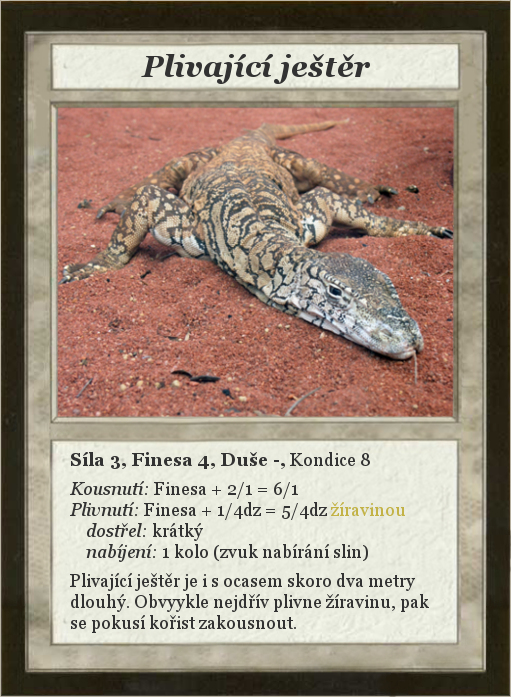 Plivající ještěr
Síla 3, Finesa 4, Duše -, Kondice 8
Kousnutí: Finesa + 2/1 = 6/1
Plivnutí: Finesa + 1/4dz = 5/4dz žíravinou
dostřel: krátký
nabíjení: 1 kolo (zvuk nabírání slin)
Plivající ještěr je i s ocasem skoro dva metry
dlouhý. Obvyykle nejdřív plivne žíravinu, pak
se pokusí kořist zakousnout.